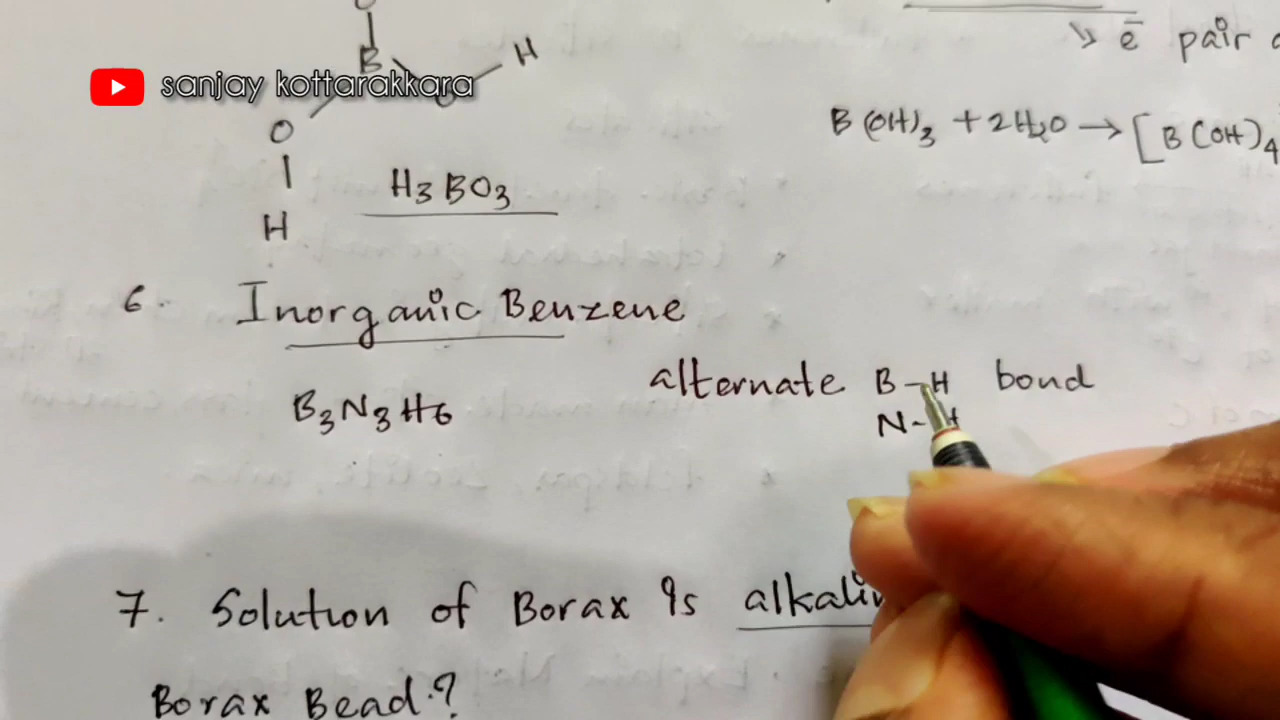 O
B
H
sanjay kottarakkara
O
O
H
H3BO3
ē pair
B(OH)3 + 2H2O → [B(OH)4
6. Inorganic Benzene
B3N3H6
alternate B-H bond
N-H
7. Solution of Borax is alkalin
Borax Bead?